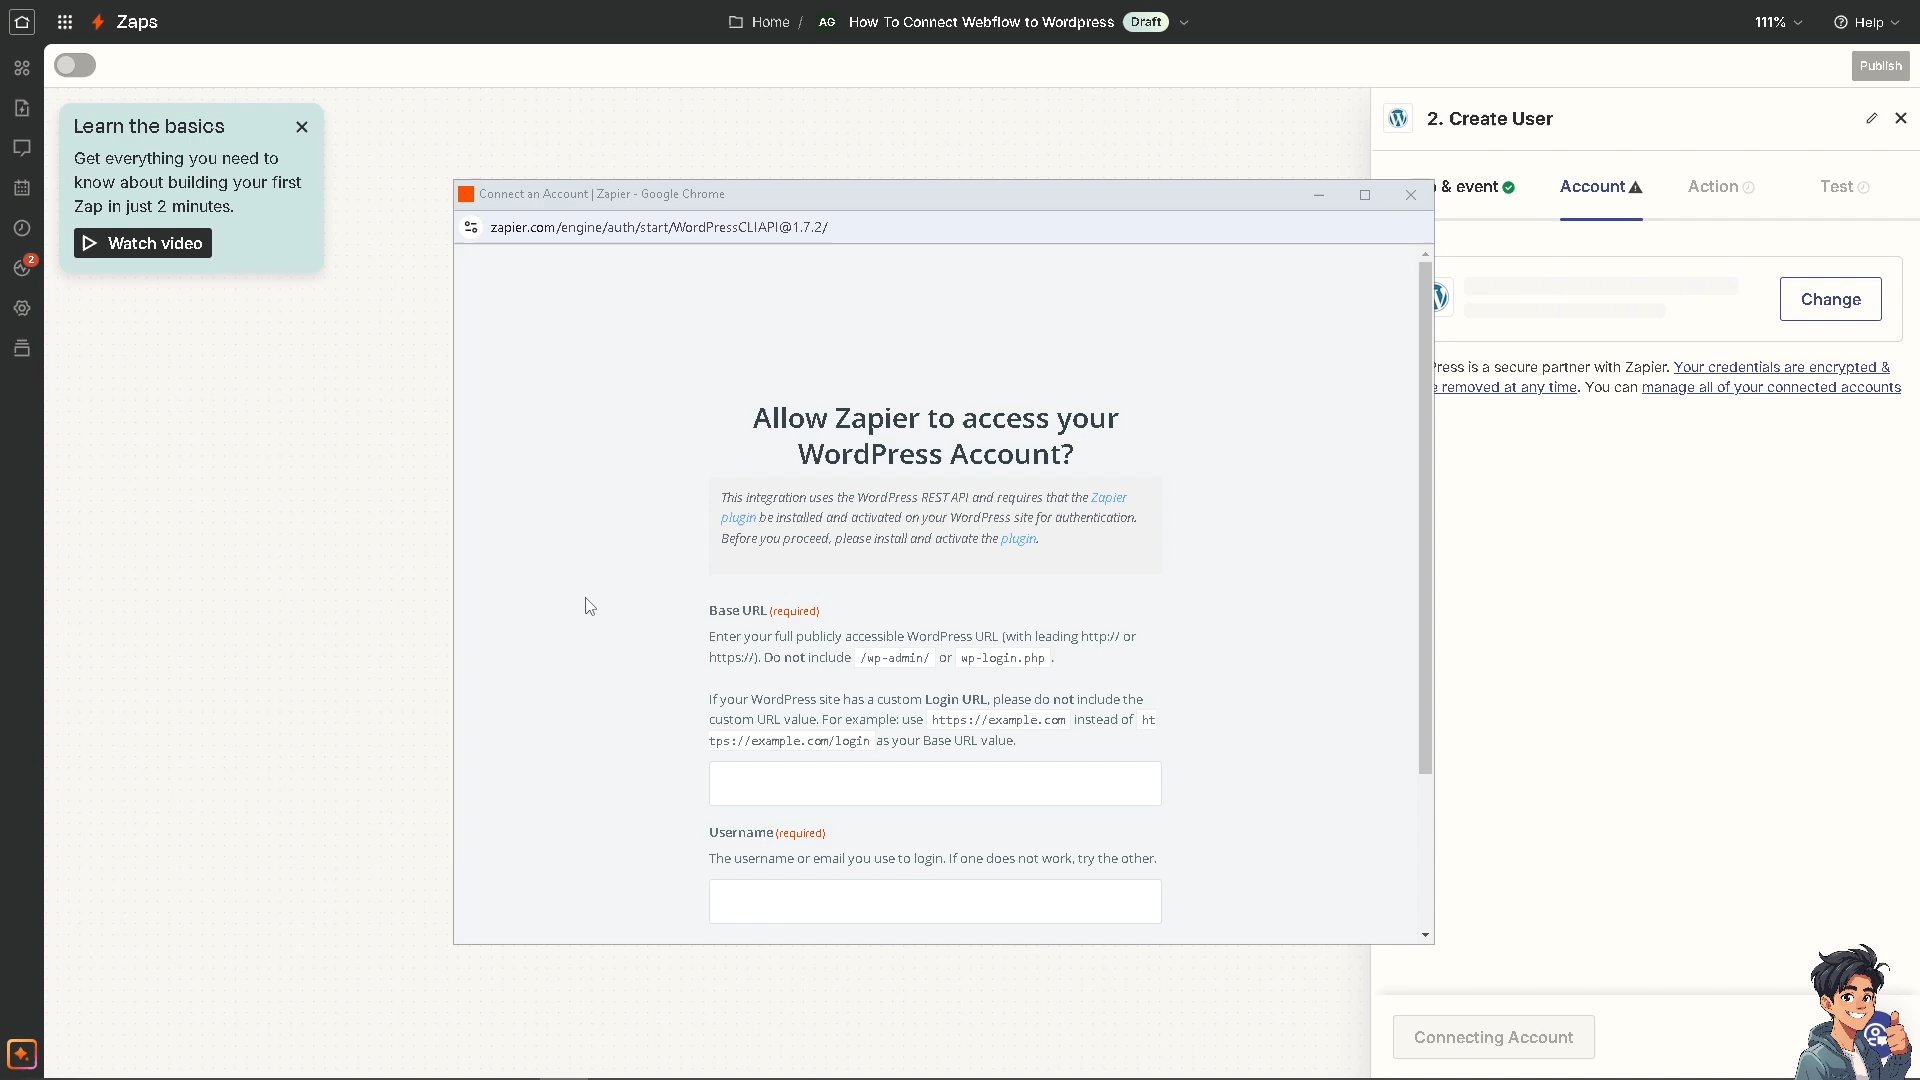 Zaps
Home / AG How To Connect Webflow to Wordpress Draft
111%
Help
Publish
Learn the basics
Get everything you need to
know about building your first
Zap in just 2 minutes.
Watch video
2
2. Create User
& event
Account
Action
Test
Change
Press is a secure partner with Zapier. Your credentials are encrypted &
removed at any time. You can manage all of your connected accounts
Connecting Account
Connect an Account | Zapier - Google Chrome
zapier.com/engine/auth/start/WordPressCLIAPI@1.7.2/
Allow Zapier to access your
WordPress Account?
This integration uses the WordPress REST API and requires that the Zapier
plugin be installed and activated on your WordPress site for authentication.
Before you proceed, please install and activate the plugin.
Base URL (required)
Enter your full publicly accessible WordPress URL (with leading http:// or
https://). Do not include /wp-admin/ or wp-login.php .
If your WordPress site has a custom Login URL, please do not include the
custom URL value. For example: use https://example.com instead of ht
tps://example.com/login as your Base URL value.
Username (required)
The username or email you use to login. If one does not work, try the other.